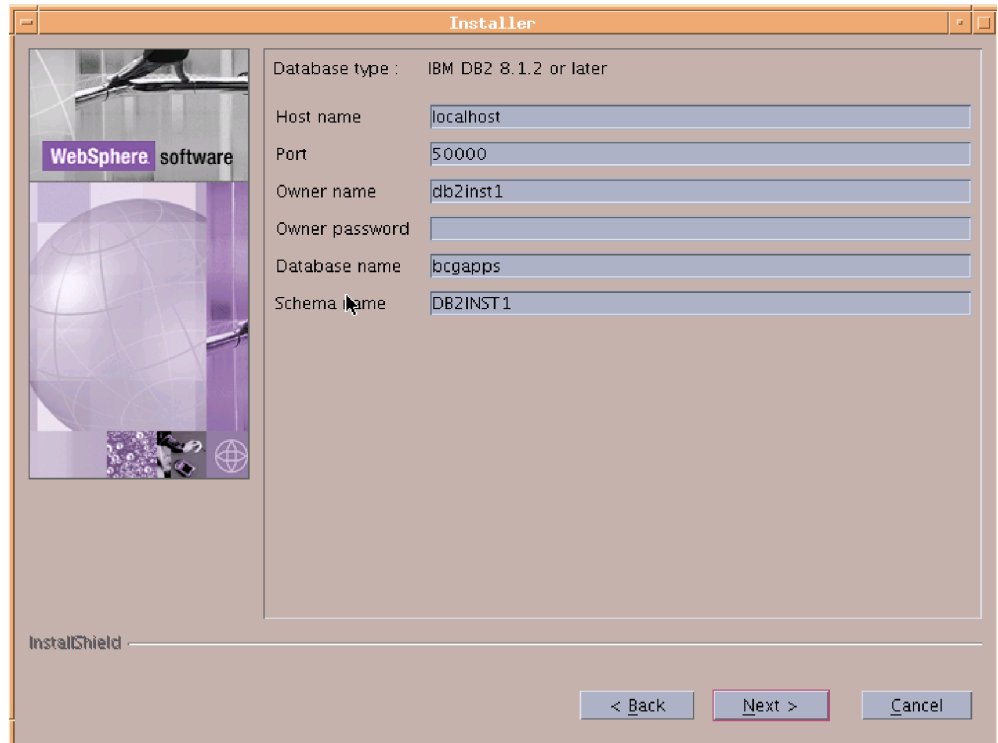 Installer
WebSphere software
Database type : IBM DB2 8.1.2 or later
Host name localhost
Port 50000
Owner name db2inst1
Owner password
Database name bcgapps
Schema name DB2INST1
InstallShield
< Back Next > Cancel